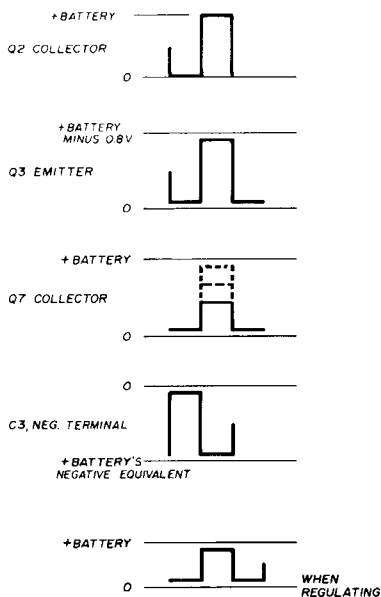 +BATTERY
Q2 COLLECTOR
0
+BATTERY
MINUS 0.8V
Q3 EMITTER
0
+BATTERY
Q7 COLLECTOR
0
0
C3, NEG. TERMINAL
+BATTERY'S
NEGATIVE EQUIVALENT
+BATTERY
0
WHEN
REGULATING